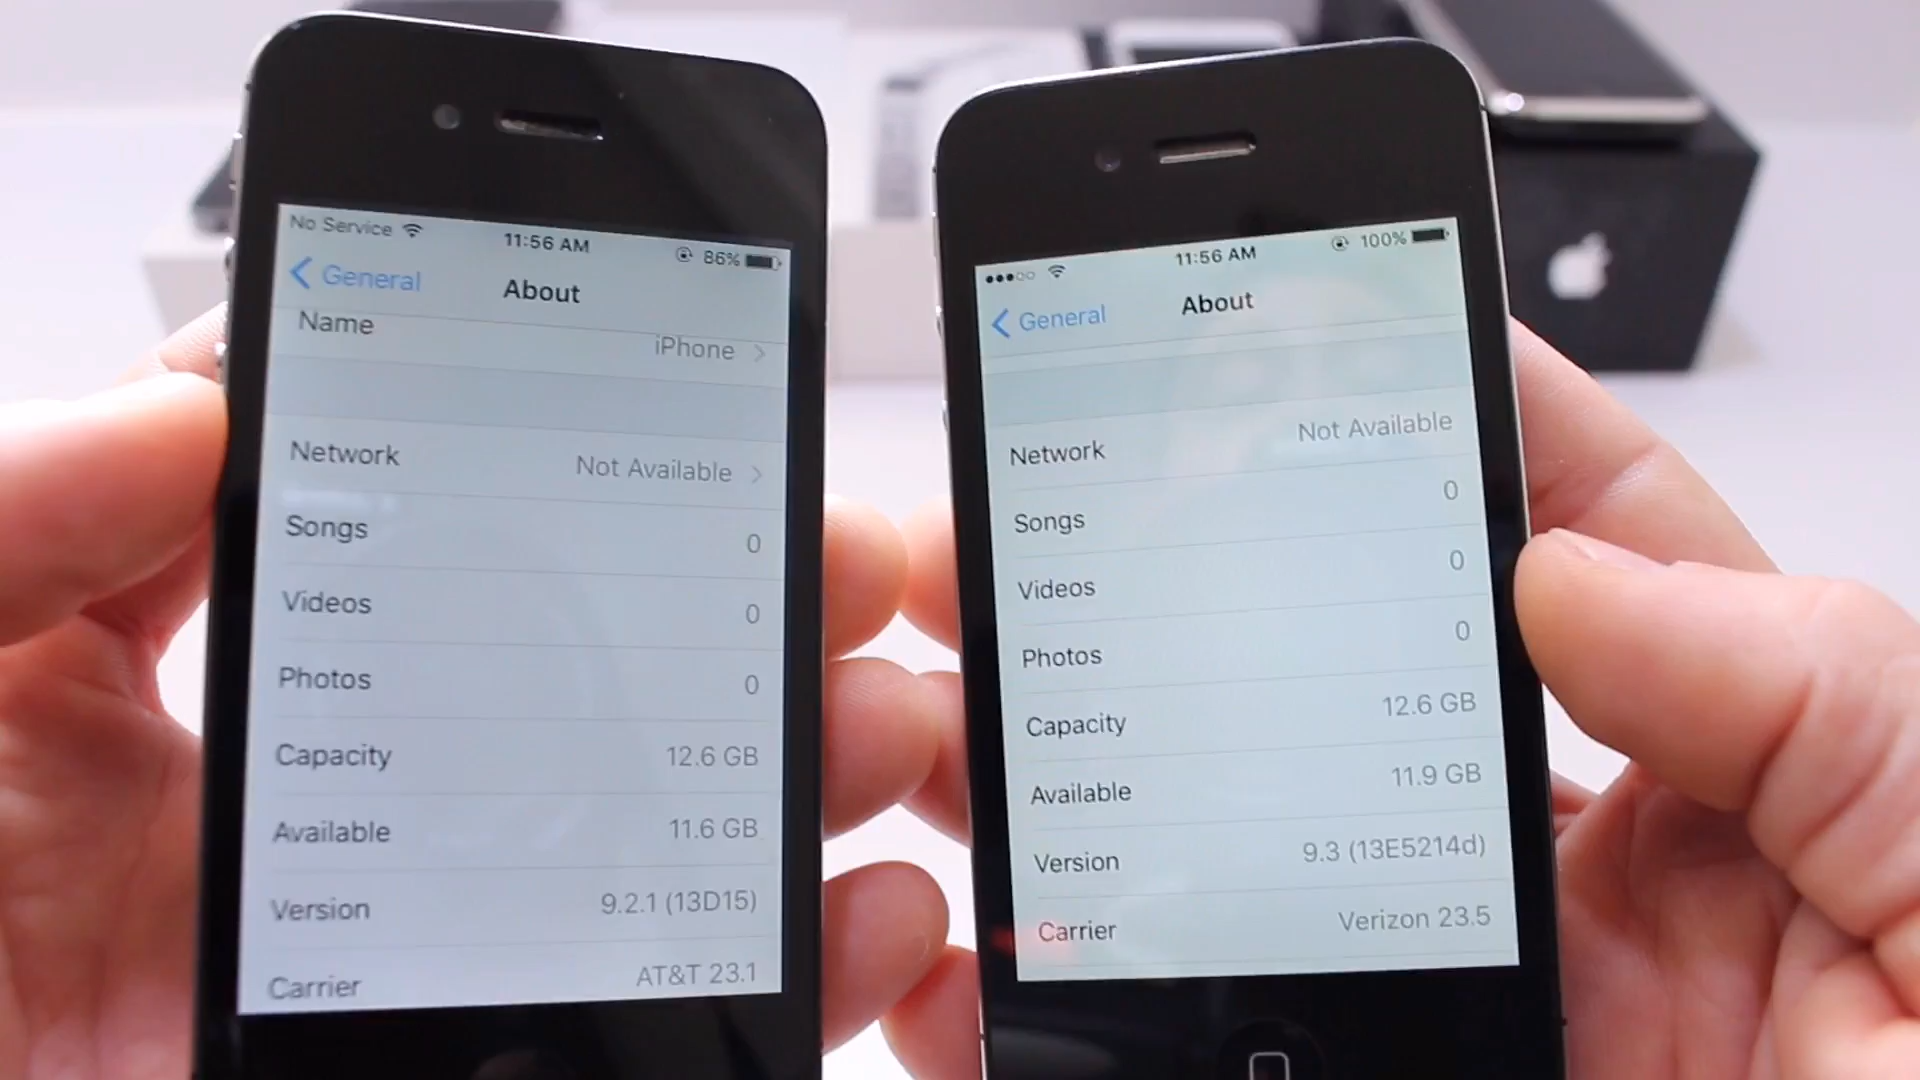 No Service 11:56 AM 86%
General About
Name iPhone
Network Not Available
Songs 0
Videos 0
Photos 0
Capacity 12.6 GB
Available 11.6 GB
Version 9.2.1 (13D15)
Carrier AT&T 23.1
11:56 AM 100%
General About
Network Not Available
Songs 0
Videos 0
Photos 0
Capacity 12.6 GB
Available 11.9 GB
Version 9.3 (13E5214d)
Carrier Verizon 23.5